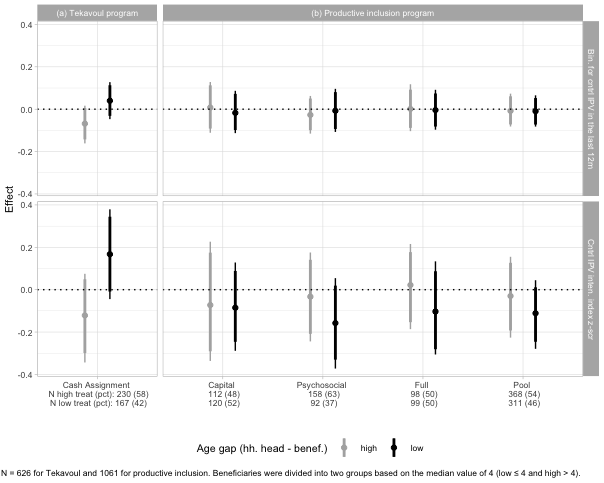 (a) Tekavoul program
(b) Productive inclusion program
0.4
0.2
0.0
-0.2
-0.4
Bin. for cntrl IPV in the last 12m
0.4
0.2
0.0
-0.2
-0.4
Cntrl IPV inten. index z-scr
Effect
Cash Assignment
N high treat (pct): 230 (58)
N low treat (pct): 167 (42)
Capital
112 (48)
120 (52)
Psychosocial
158 (63)
92 (37)
Full
98 (50)
99 (50)
Pool
368 (54)
311 (46)
Age gap (hh. head - benef.)
high
low
N = 626 for Tekavoul and 1061 for productive inclusion. Beneficiaries were divided into two groups based on the median value of 4 (low ≤ 4 and high > 4).